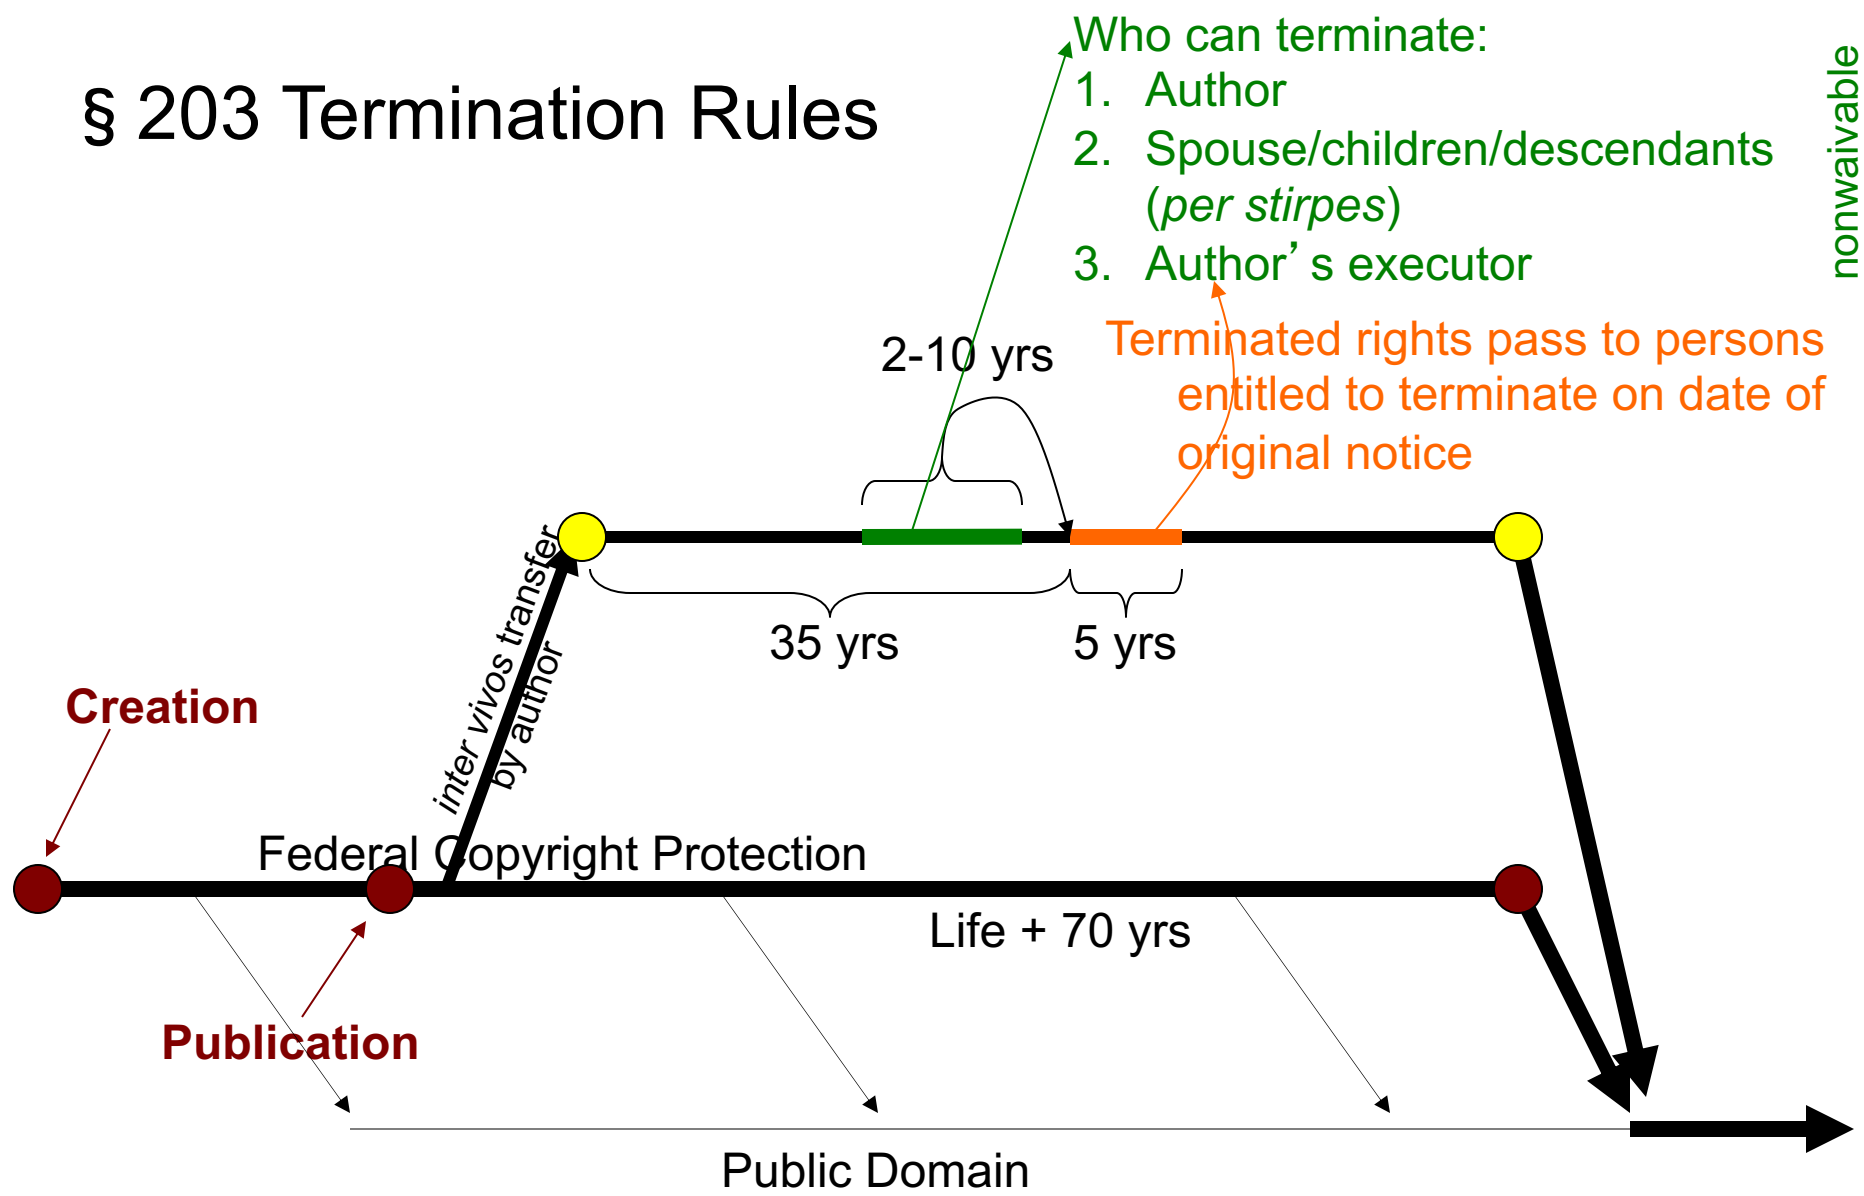 § 203 Termination Rules
Who can terminate:
1. Author
2. Spouse/children/descendants
(per stirpes)
3. Author’s executor
nonwaivable
Terminated rights pass to persons
entitled to terminate on date of
original notice
2-10 yrs
35 yrs
5 yrs
inter vivos transfer
by author
Creation
Federal Copyright Protection
Life + 70 yrs
Publication
Public Domain